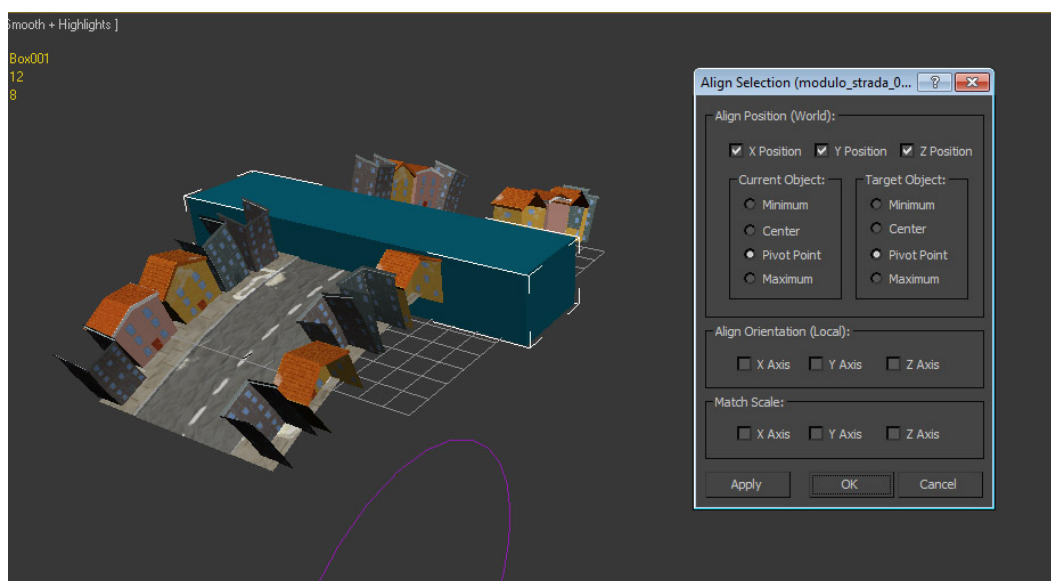 Smooth + Highlights ]
Box001
12
8
Align Selection (modulo_strada_0...
Align Position (World):
X Position Y Position Z Position
Current Object: Target Object:
Minimum Minimum
Center Center
Pivot Point Pivot Point
Maximum Maximum
Align Orientation (Local):
X Axis Y Axis Z Axis
Match Scale:
X Axis Y Axis Z Axis
Apply OK Cancel